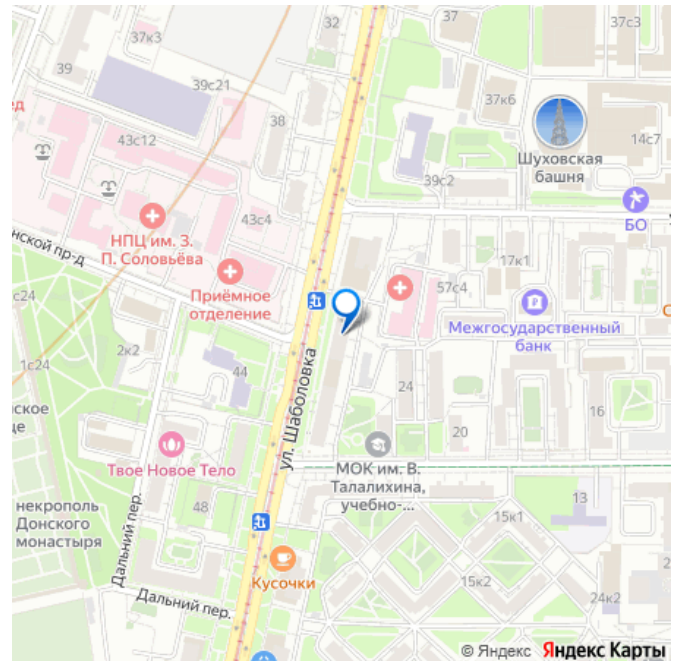 37
32
37к3
37с3
39
39с21
37к6
14с7
38
43с12
Шуховская
башня
39с2
43с4
БО
НПЦ им. З.
П. Соловьёва
17к1
57с4
Приёмное
отделение
Межгосударственный
банк
2к2
1с24
44
ул. Шаболовка
24
16
20
Твое Новое Тело
МОК им. В.
Талалихина,
учебно-...
некрополь
Донского
монастыря
48
13
15к1
Дальний пер.
Кусочки
15к2
24к2
Дальний пер.
© Яндекс Яндекс Карты